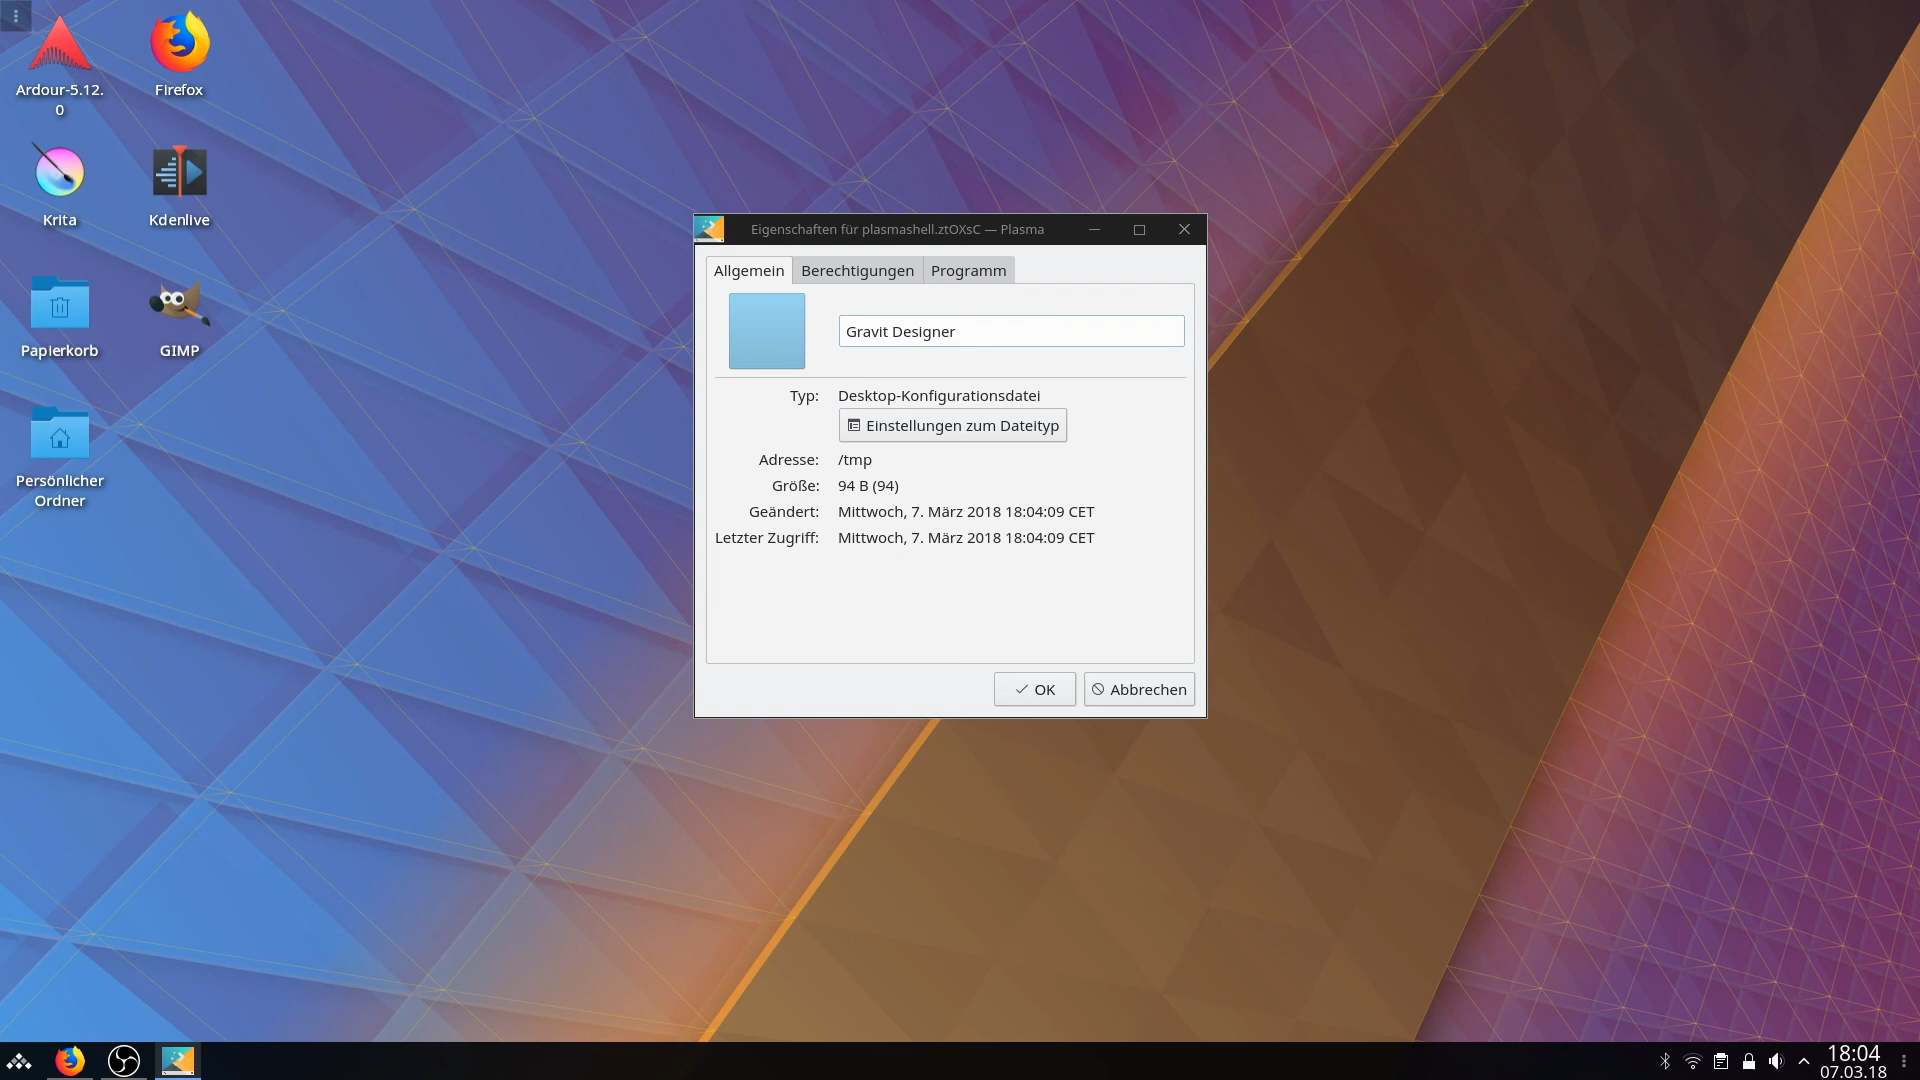 Ardour-5.12.
0
Firefox
Krita
Kdenlive
Papierkorb
GIMP
Persönlicher
Ordner
Eigenschaften für plasmashell.ztOXsC — Plasma
Allgemein
Berechtigungen
Programm
Gravit Designer
Typ: Desktop-Konfigurationsdatei
Einstellungen zum Dateityp
Adresse: /tmp
Größe: 94 B (94)
Geändert: Mittwoch, 7. März 2018 18:04:09 CET
Letzter Zugriff: Mittwoch, 7. März 2018 18:04:09 CET
OK
Abbrechen
18:04
07.03.18